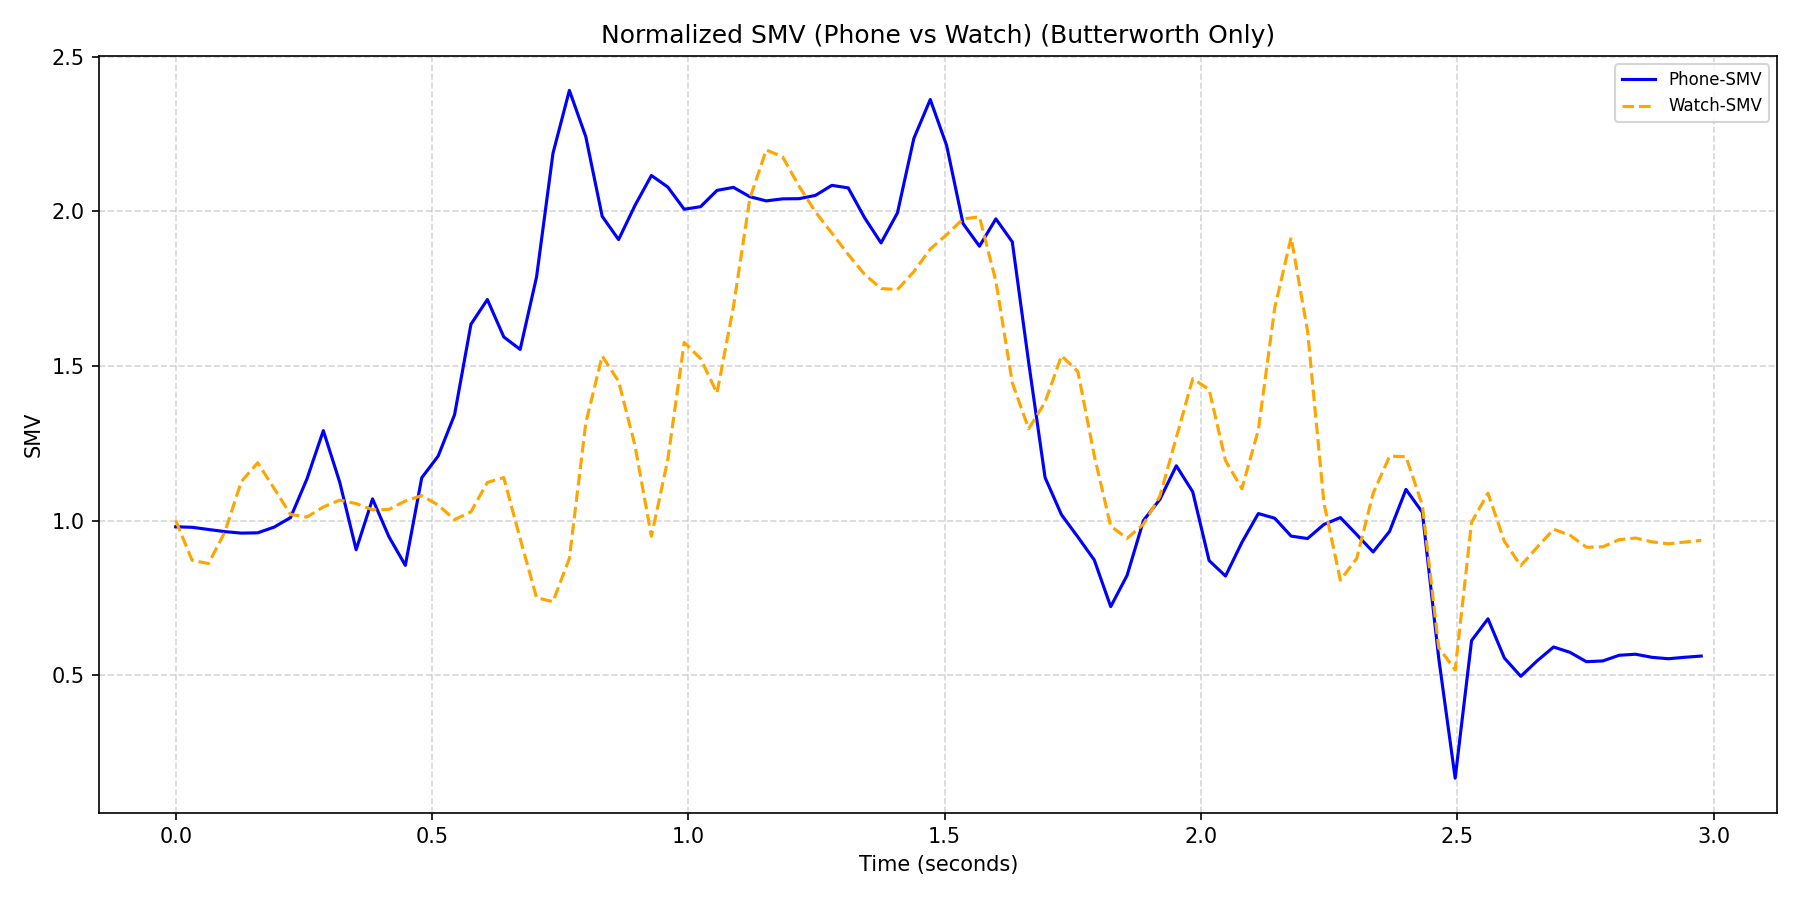 Normalized SMV (Phone vs Watch) (Butterworth Only)
Phone-SMV
Watch-SMV
SMV
2.5
2.0
1.5
1.0
0.5
0.0 0.5 1.0 1.5 2.0 2.5 3.0
Time (seconds)